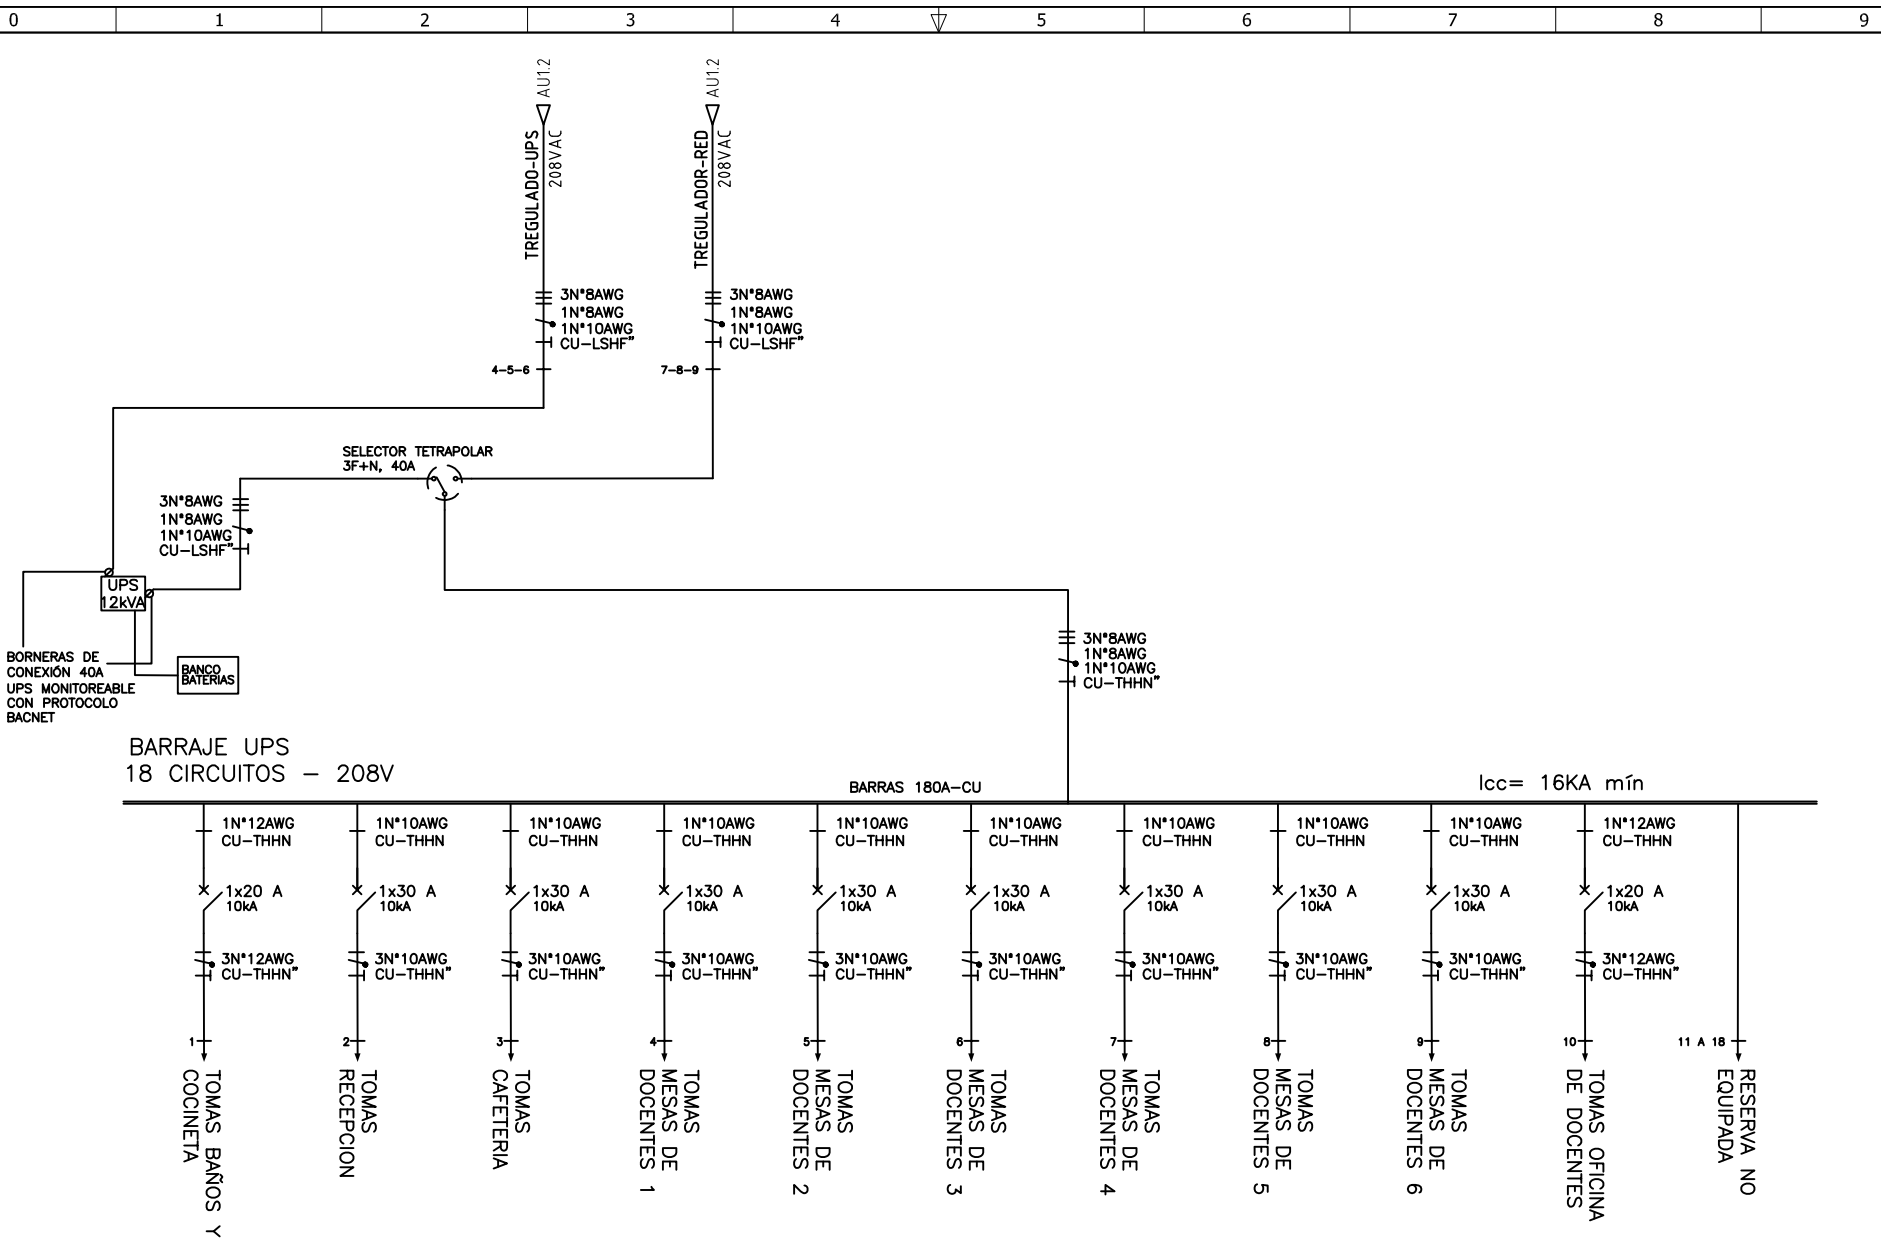 0 1 2 3 4 5 6 7 8 9
AU1.2
TREGULADO-UPS
208VAC
AU1.2
TREGULADOR-RED
208VAC
3N°8AWG
1N°8AWG
1N°10AWG
CU-LSHF"
4-5-6
3N°8AWG
1N°8AWG
1N°10AWG
CU-LSHF"
7-8-9
SELECTOR TETRAPOLAR
3F+N, 40A
3N°8AWG
1N°8AWG
1N°10AWG
CU-LSHF"
UPS
12kVA
BORNERAS DE
CONEXIÓN 40A
UPS MONITOREABLE
CON PROTOCOLO
BACNET
BANCO
BATERIAS
3N°8AWG
1N°8AWG
1N°10AWG
CU-THHN"
BARRAJE UPS
18 CIRCUITOS - 208V
BARRAS 180A-CU
Icc= 16KA mín
1N°12AWG
CU-THHN
1x20 A
10kA
3N°12AWG
CU-THHN"
1
TOMAS BAÑOS Y
COCINETA
1N°10AWG
CU-THHN
1x30 A
10kA
3N°10AWG
CU-THHN"
2
TOMAS
RECEPCION
1N°10AWG
CU-THHN
1x30 A
10kA
3N°10AWG
CU-THHN"
3
TOMAS
CAFETERIA
1N°10AWG
CU-THHN
1x30 A
10kA
3N°10AWG
CU-THHN"
4
TOMAS
MESAS DE
DOCENTES 1
1N°10AWG
CU-THHN
1x30 A
10kA
3N°10AWG
CU-THHN"
5
TOMAS
MESAS DE
DOCENTES 2
1N°10AWG
CU-THHN
1x30 A
10kA
3N°10AWG
CU-THHN"
6
TOMAS
MESAS DE
DOCENTES 3
1N°10AWG
CU-THHN
1x30 A
10kA
3N°10AWG
CU-THHN"
7
TOMAS
MESAS DE
DOCENTES 4
1N°10AWG
CU-THHN
1x30 A
10kA
3N°10AWG
CU-THHN"
8
TOMAS
MESAS DE
DOCENTES 5
1N°10AWG
CU-THHN
1x30 A
10kA
3N°10AWG
CU-THHN"
9
TOMAS
MESAS DE
DOCENTES 6
1N°12AWG
CU-THHN
1x20 A
10kA
3N°12AWG
CU-THHN"
10
TOMAS OFICINA
DE DOCENTES
11 A 18
RESERVA NO
EQUIPADA